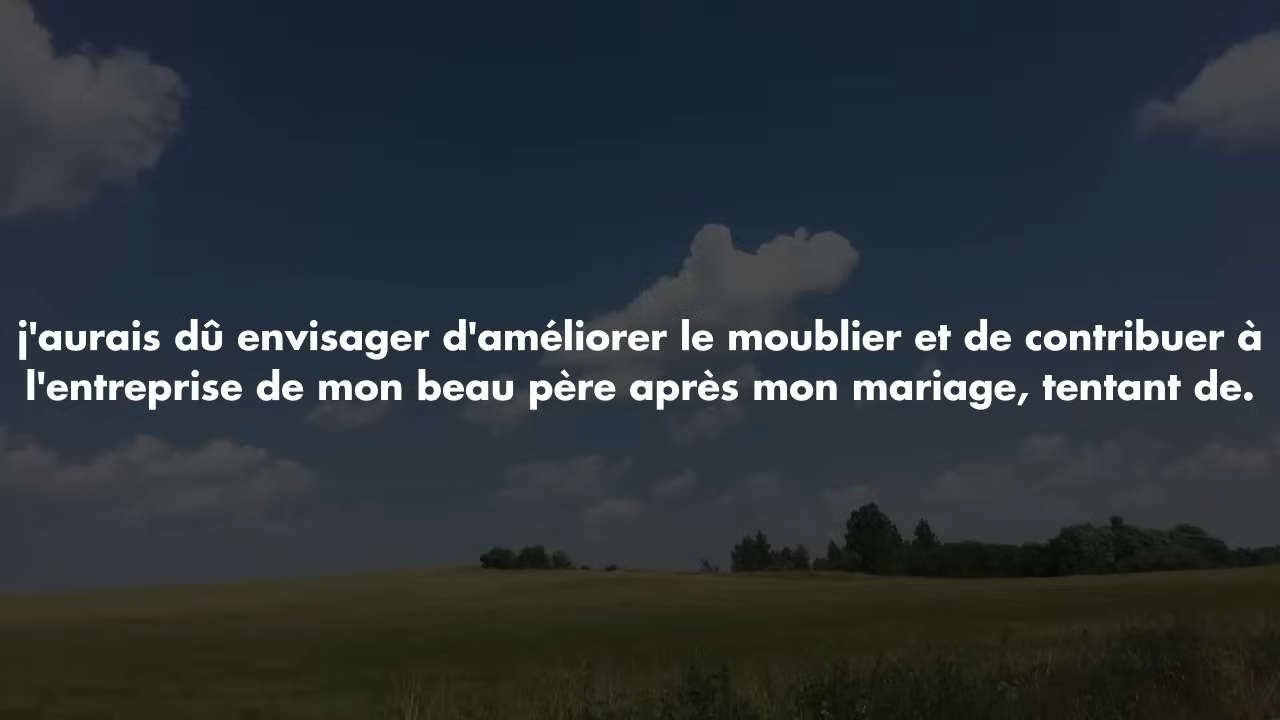 j'aurais dû envisager d'améliorer le moublier et de contribuer à
l'entreprise de mon beau père après mon mariage, tentant de.